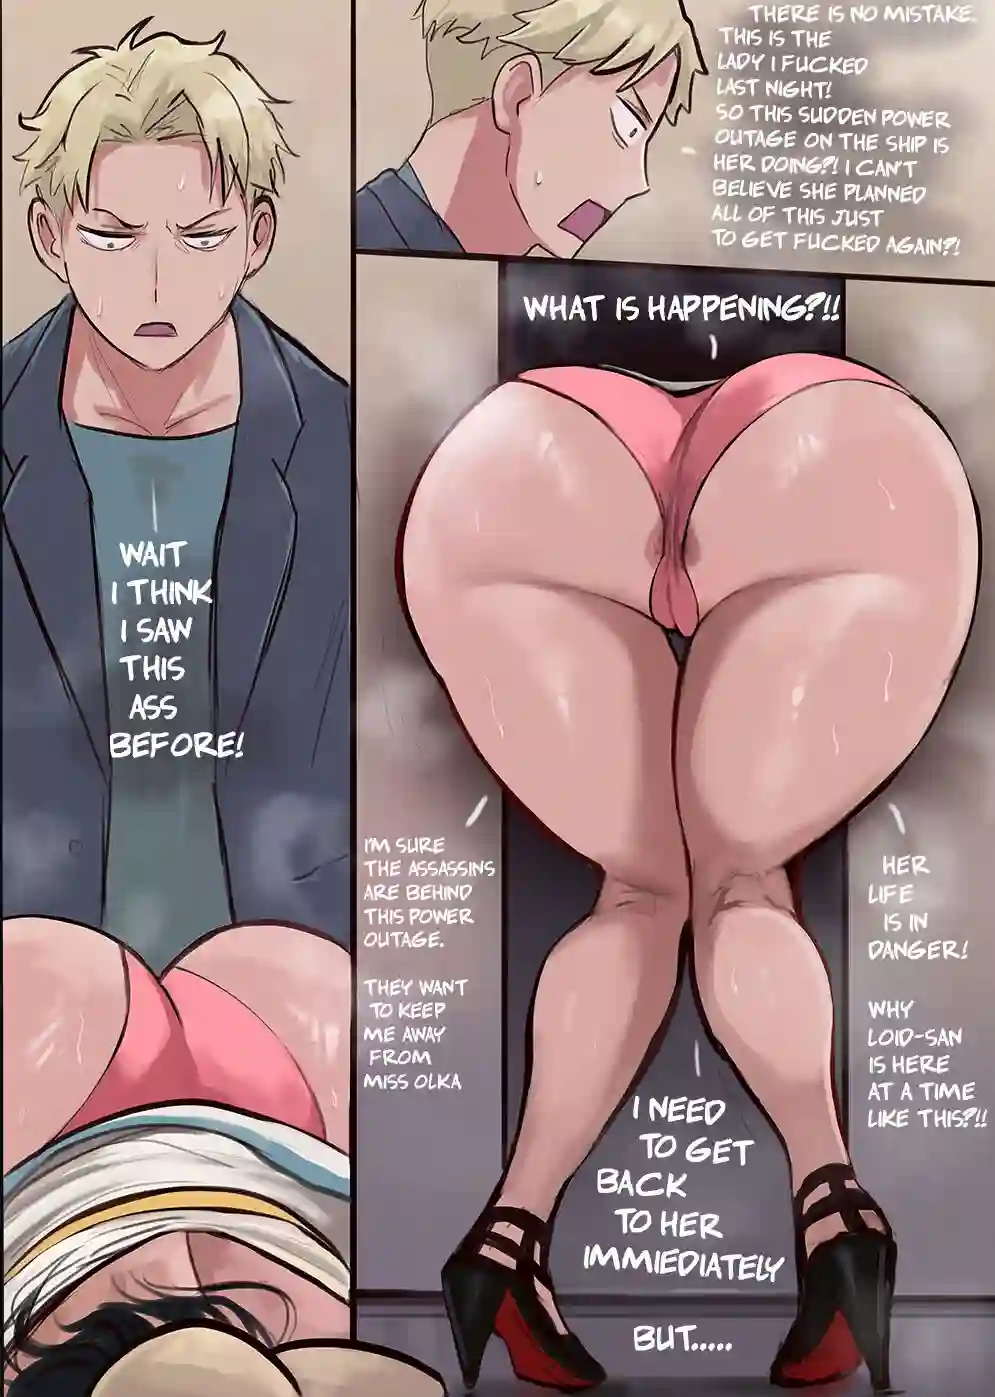 THERE IS NO MISTAKE.
THIS IS THE
LADY I FUCKED
LAST NIGHT!
SO THIS SUDDEN POWER
OUTAGE ON THE SHIP IS
HER DOING?! I CAN'T
BELIEVE SHE PLANNED
ALL OF THIS JUST
TO GET FUCKED AGAIN?!
WAIT
I THINK
I SAW
THIS
ASS
BEFORE!
WHAT IS HAPPENING?!!
I'M SURE
THE ASSASSINS
ARE BEHIND
THIS POWER
OUTAGE.
THEY WANT
TO KEEP
ME AWAY
FROM
MISS OLKA
HER
LIFE
IS IN
DANGER!
WHY
LOID-SAN
IS HERE
AT A TIME
LIKE THIS?!!
I NEED
TO GET
BACK
TO HER
IMMIEDIATELY
BUT.....